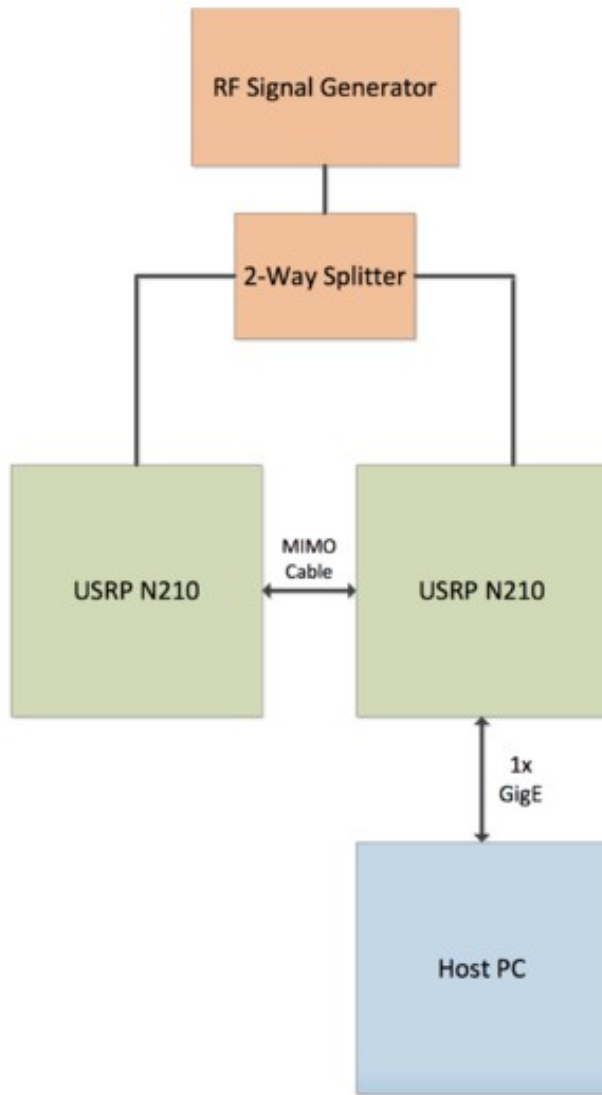 RF Signal Generator
2-Way Splitter
MIMO
Cable
USRP N210
USRP N210
1x
GigE
Host PC